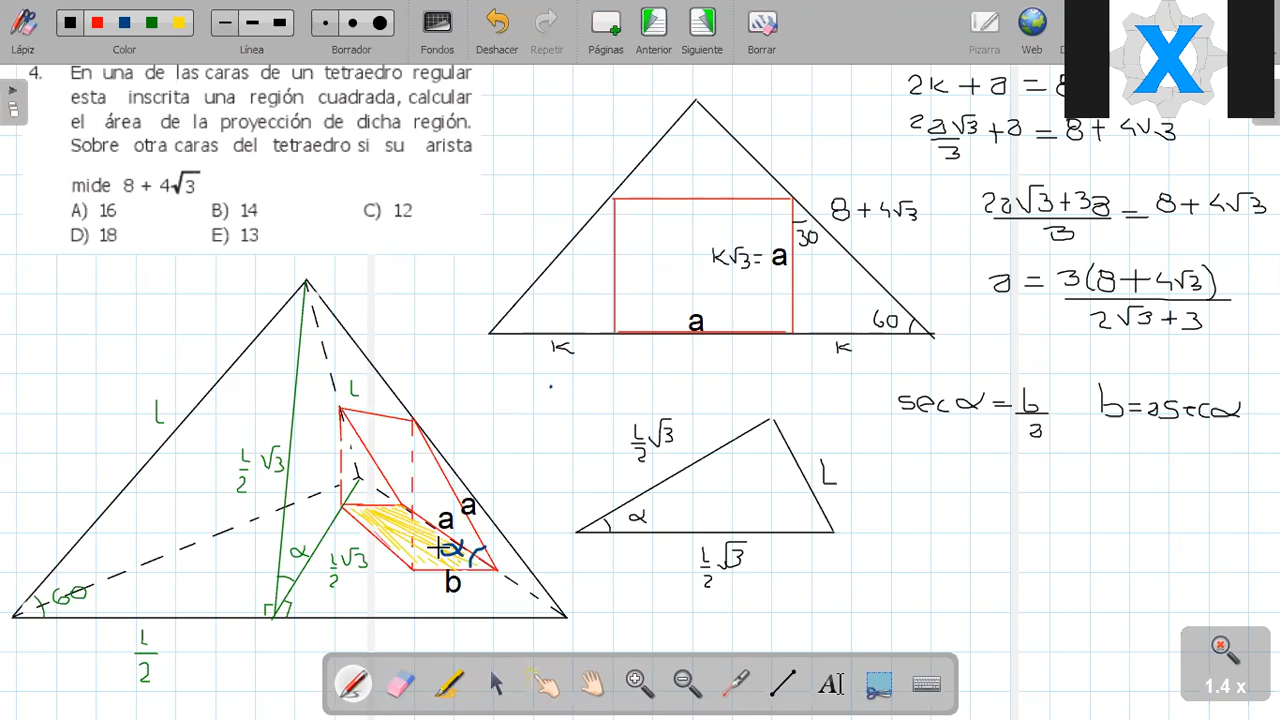 Lápiz
Color
Línea
Borrador
Fondos
Deshacer
Repetir
Páginas
Anterior
Siguiente
Borrar
Pizarra
Web
X
4. En una de las caras de un tetraedro regular
esta inscrita una región cuadrada, calcular
el área de la proyección de dicha región.
Sobre otra caras del tetraedro si su arista
mide 8 + 4√3
A) 16 B) 14 C) 12
D) 18 E) 13
2k + a = 8
2a√3/3 + a = 8 + 4√3
2a√3 + 3a/3 = 8 + 4√3
a = 3(8 + 4√3)/2√3 + 3
8 + 4√3
30
k√3 = a
a
60
k
k
sec α = b/a b = a sec α
L
L
L/2 √3
α
L/2 √3
60
L/2
a
a
α
b
L/2 √3
L
α
L/2 √3
1.4 x